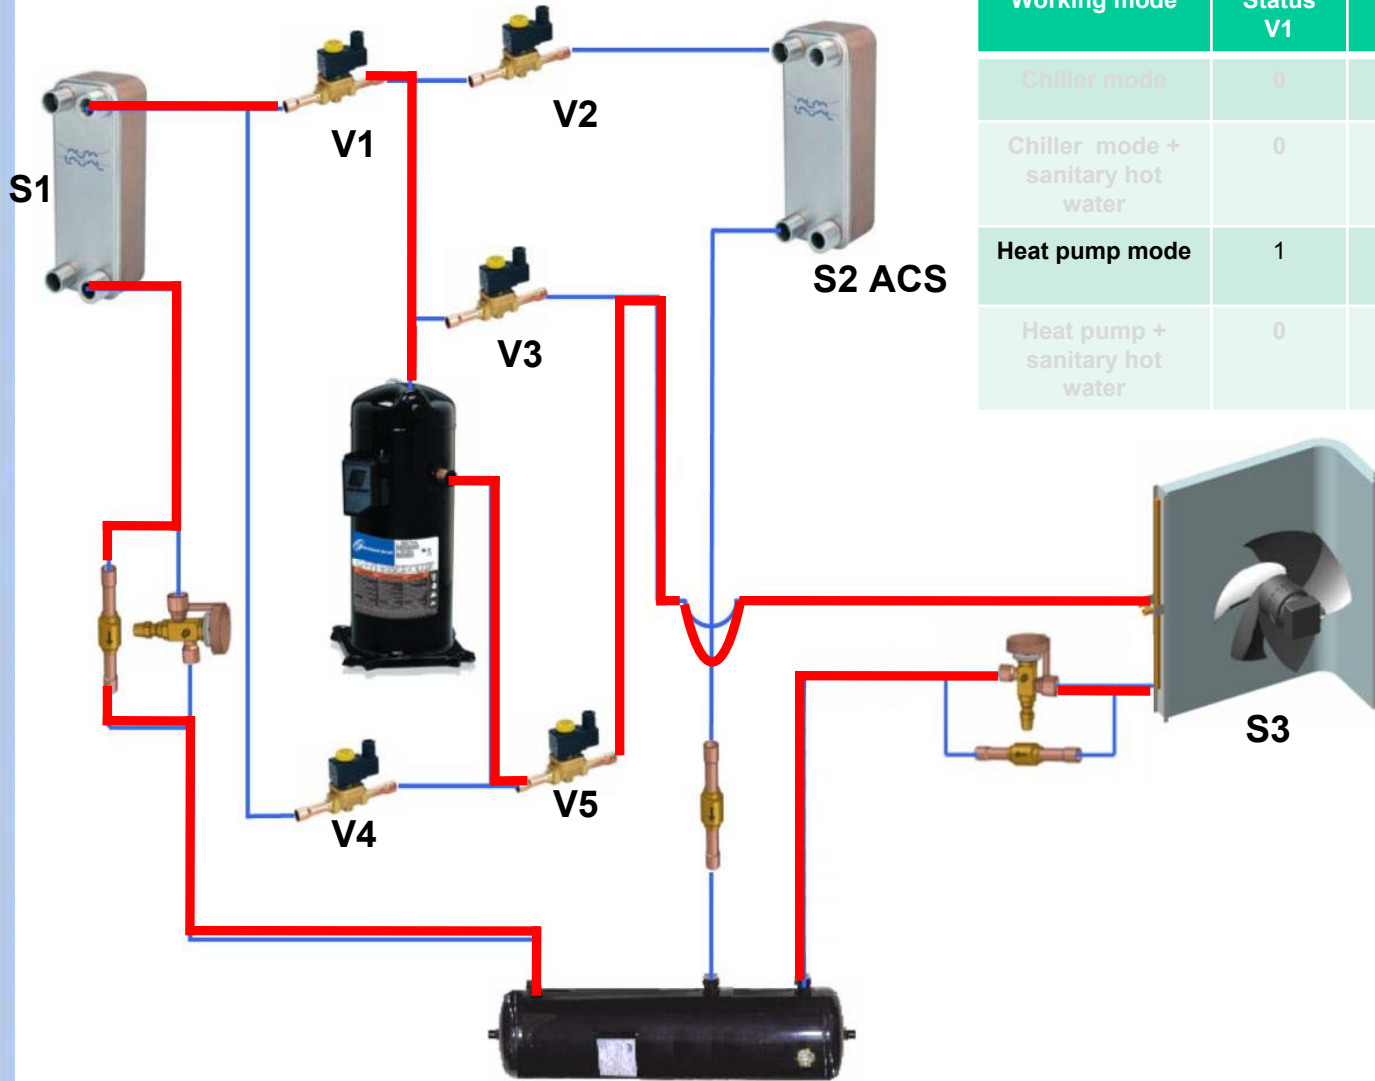 Working mode
Status
V1
Chiller mode
0
Chiller mode +
sanitary hot
water
0
Heat pump mode
1
Heat pump +
sanitary hot
water
0
V1
V2
S1
S2 ACS
V3
S3
V5
V4